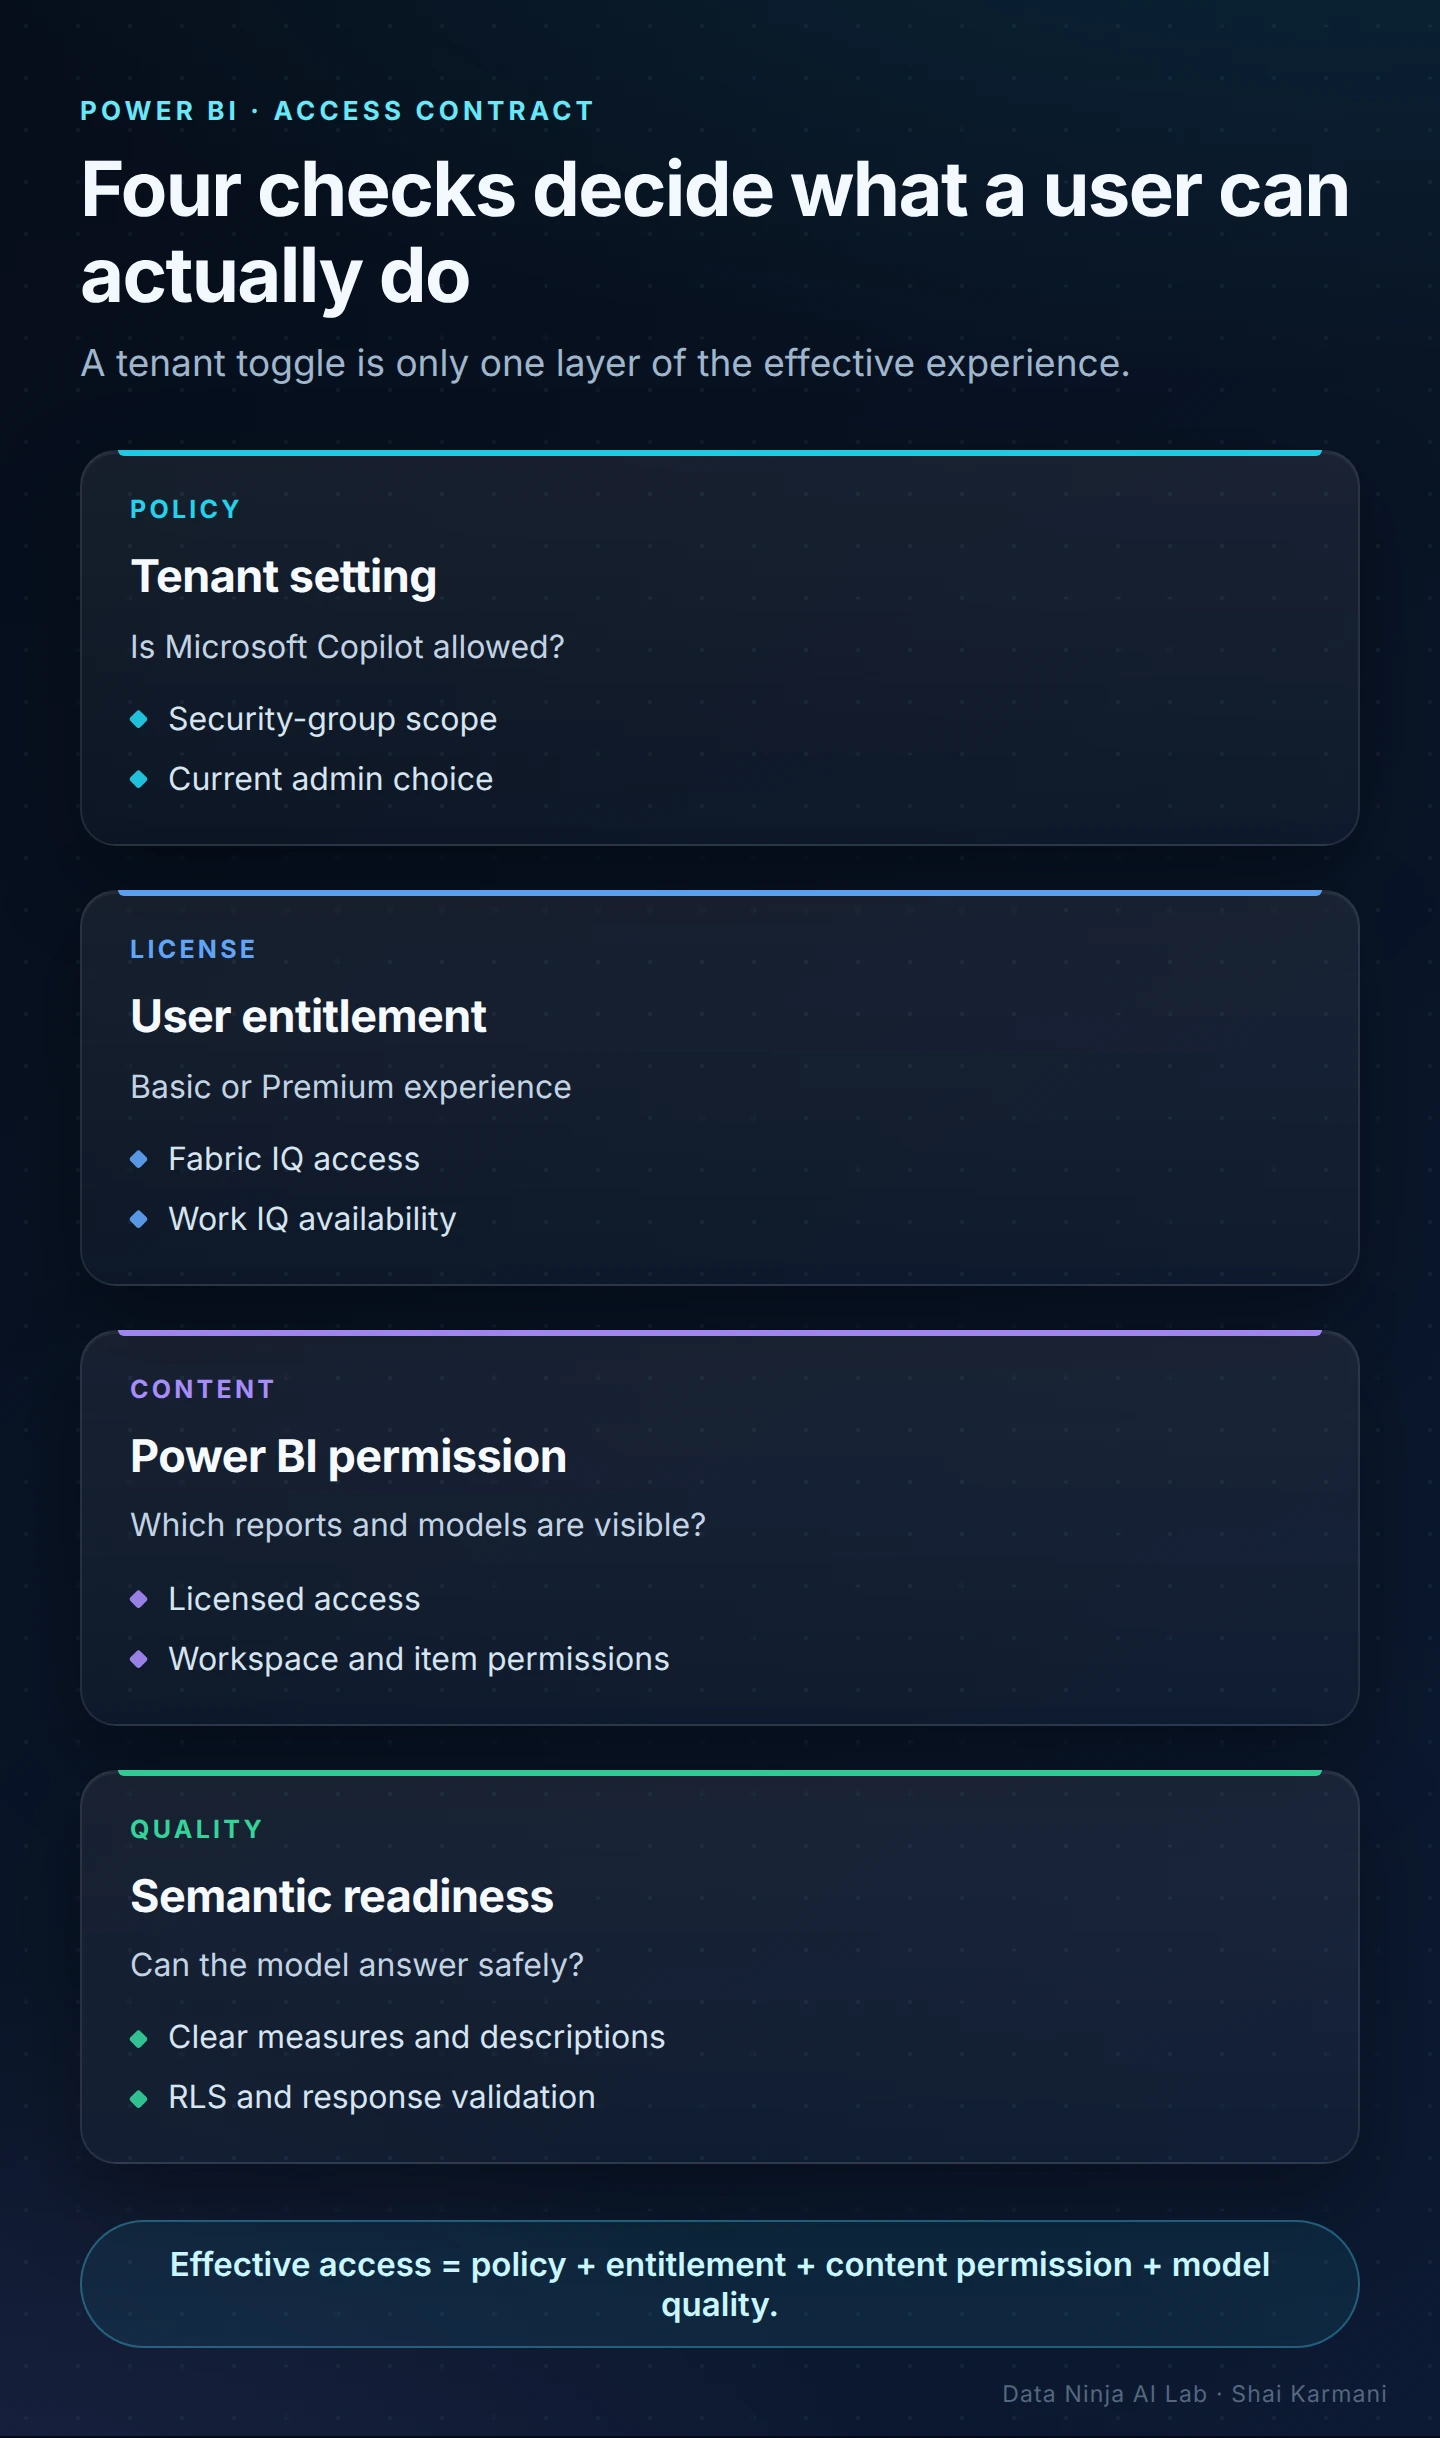 POWER BI · ACCESS CONTRACT
Four checks decide what a user can
actually do
A tenant toggle is only one layer of the effective experience.
POLICY
Tenant setting
Is Microsoft Copilot allowed?
Security-group scope
Current admin choice
LICENSE
User entitlement
Basic or Premium experience
Fabric IQ access
Work IQ availability
CONTENT
Power BI permission
Which reports and models are visible?
Licensed access
Workspace and item permissions
QUALITY
Semantic readiness
Can the model answer safely?
Clear measures and descriptions
RLS and response validation
Effective access = policy + entitlement + content permission + model
quality.
Data Ninja AI Lab · Shai Karmani